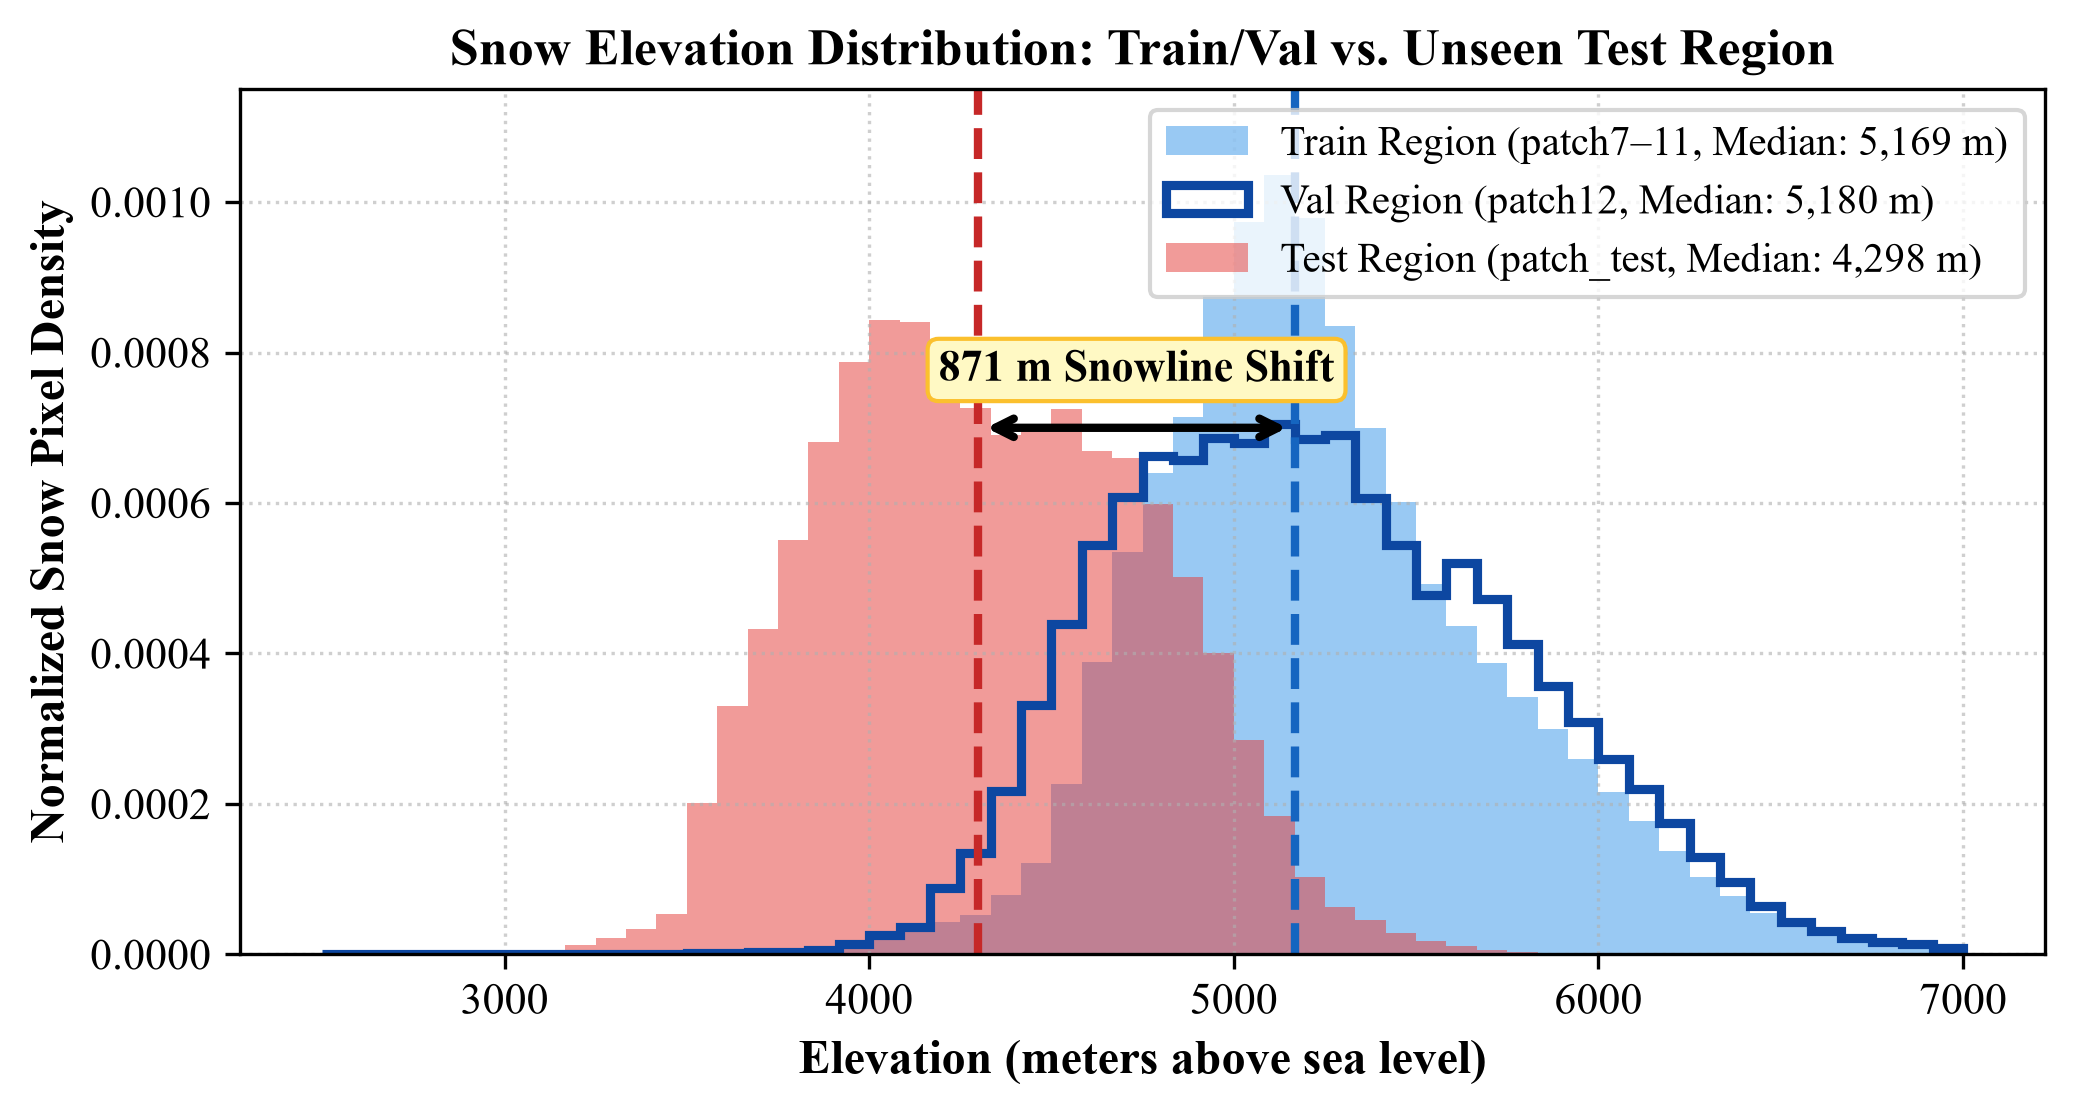 Snow Elevation Distribution: Train/Val vs. Unseen Test Region
Normalized Snow Pixel Density
0.0010
0.0008
0.0006
0.0004
0.0002
0.0000
Train Region (patch7–11, Median: 5,169 m)
Val Region (patch12, Median: 5,180 m)
Test Region (patch_test, Median: 4,298 m)
871 m Snowline Shift
3000
4000
5000
6000
7000
Elevation (meters above sea level)